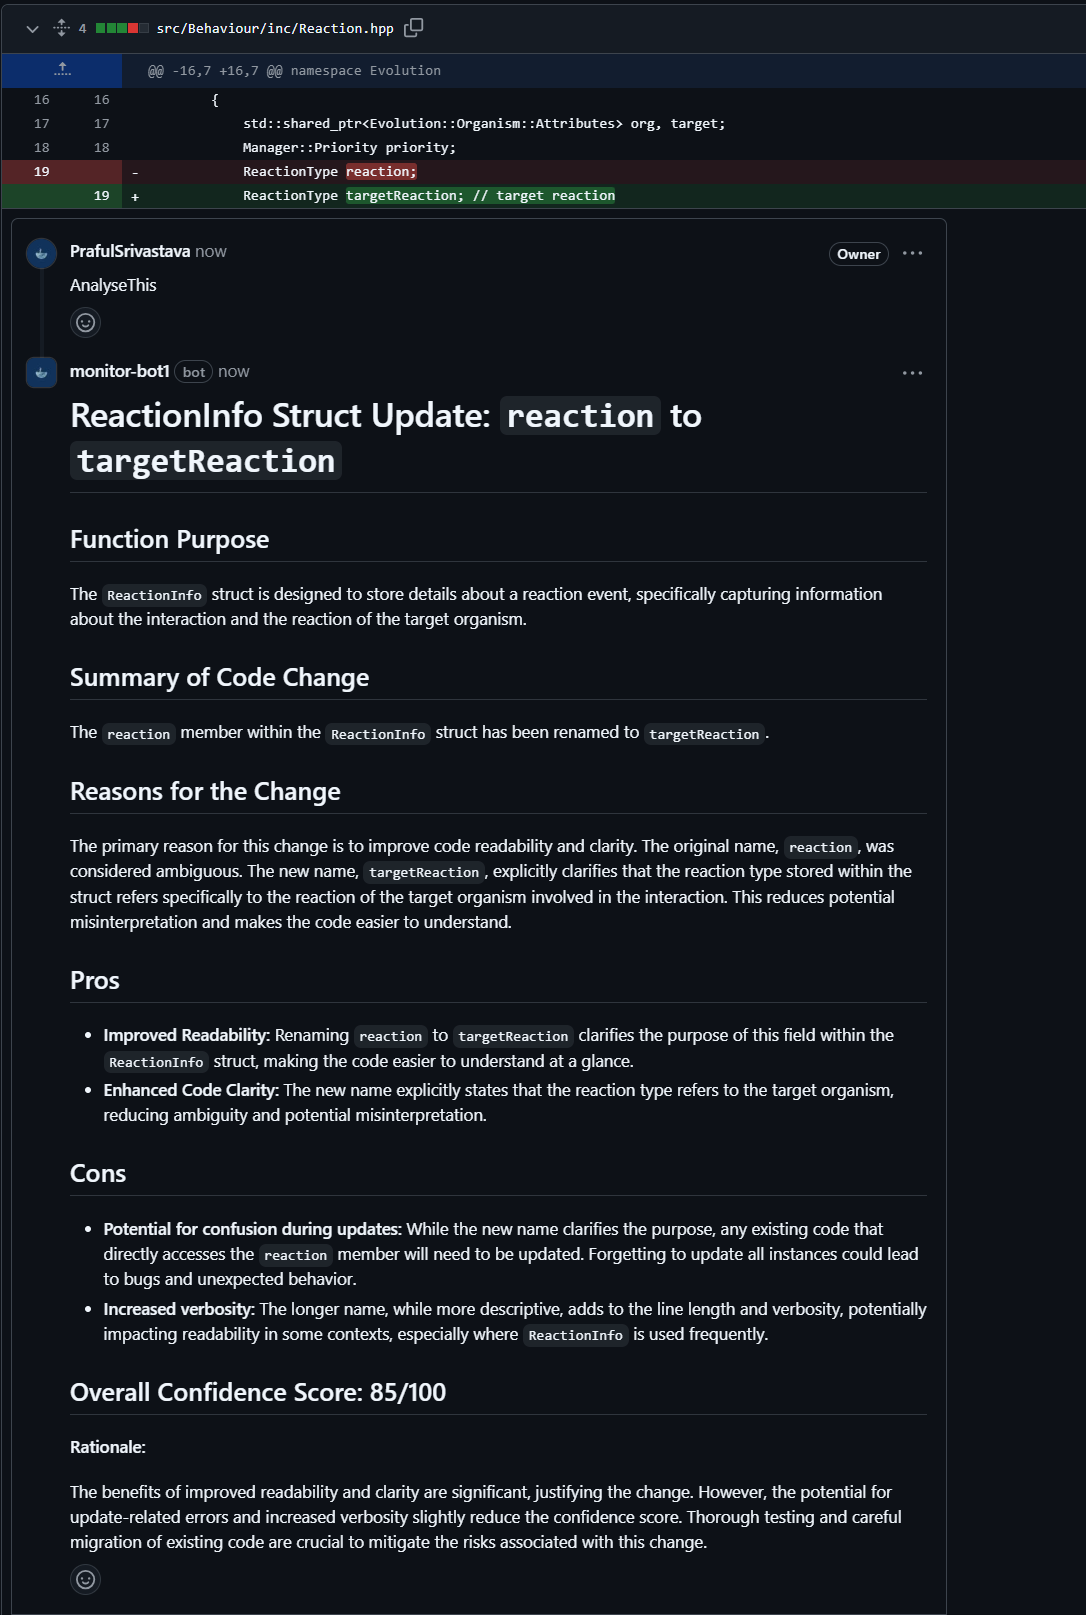 4 src/Behaviour/inc/Reaction.hpp
@@ -16,7 +16,7 @@ namespace Evolution
16 16 {
17 17 std::shared_ptr<Evolution::Organism::Attributes> org, target;
18 18 Manager::Priority priority;
19 - ReactionType reaction;
19 + ReactionType targetReaction; // target reaction
PrafulSrivastava now Owner ...
AnalyseThis
monitor-bot1 bot now ...
ReactionInfo Struct Update: reaction to
targetReaction
Function Purpose
The ReactionInfo struct is designed to store details about a reaction event, specifically capturing information
about the interaction and the reaction of the target organism.
Summary of Code Change
The reaction member within the ReactionInfo struct has been renamed to targetReaction.
Reasons for the Change
The primary reason for this change is to improve code readability and clarity. The original name, reaction, was
considered ambiguous. The new name, targetReaction, explicitly clarifies that the reaction type stored within the
struct refers specifically to the reaction of the target organism involved in the interaction. This reduces potential
misinterpretation and makes the code easier to understand.
Pros
• Improved Readability: Renaming reaction to targetReaction clarifies the purpose of this field within the
ReactionInfo struct, making the code easier to understand at a glance.
• Enhanced Code Clarity: The new name explicitly states that the reaction type refers to the target organism,
reducing ambiguity and potential misinterpretation.
Cons
• Potential for confusion during updates: While the new name clarifies the purpose, any existing code that
directly accesses the reaction member will need to be updated. Forgetting to update all instances could lead
to bugs and unexpected behavior.
• Increased verbosity: The longer name, while more descriptive, adds to the line length and verbosity, potentially
impacting readability in some contexts, especially where ReactionInfo is used frequently.
Overall Confidence Score: 85/100
Rationale:
The benefits of improved readability and clarity are significant, justifying the change. However, the potential for
update-related errors and increased verbosity slightly reduce the confidence score. Thorough testing and careful
migration of existing code are crucial to mitigate the risks associated with this change.